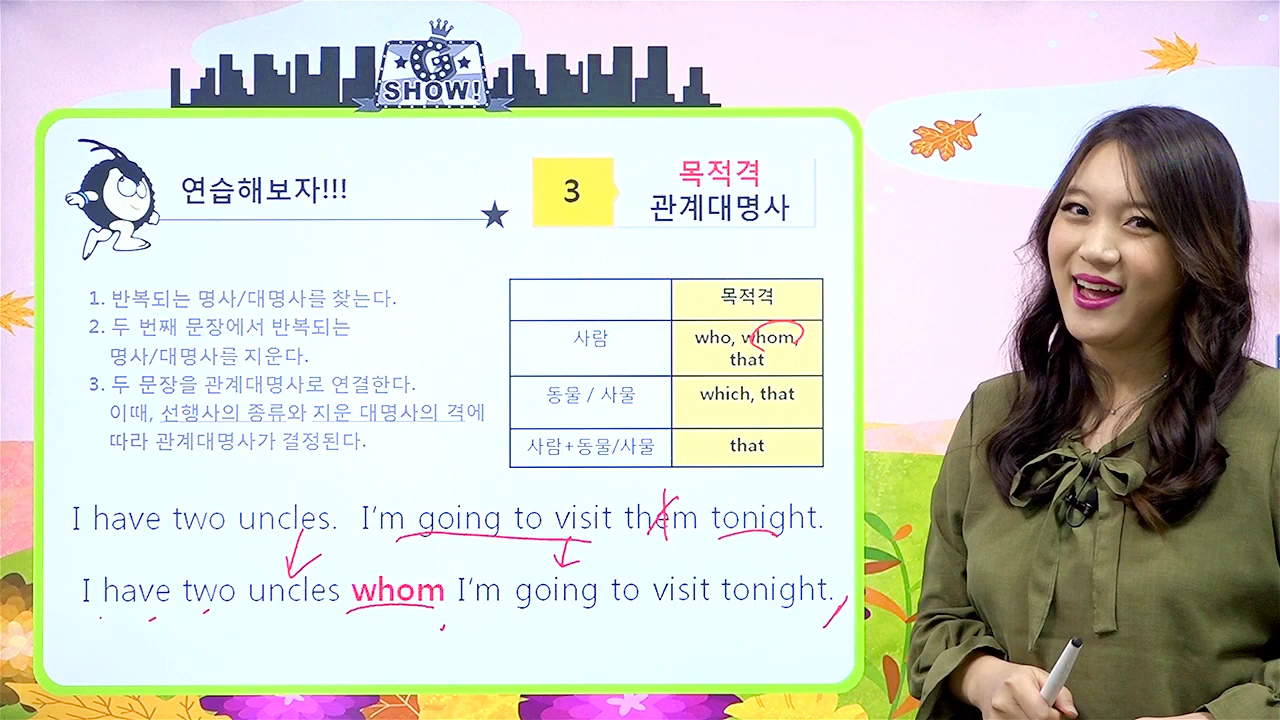 G
SHOW!
연습해보자!!!
3
목적격
관계대명사
1. 반복되는 명사/대명사를 찾는다.
2. 두 번째 문장에서 반복되는
명사/대명사를 지운다.
3. 두 문장을 관계대명사로 연결한다.
이때, 선행사의 종류와 지운 대명사의 격에
따라 관계대명사가 결정된다.
목적격
사람 who, whom,
that
동물 / 사물 which, that
사람+동물/사물 that
I have two uncles. I'm going to visit them tonight.
I have two uncles whom I'm going to visit tonight.